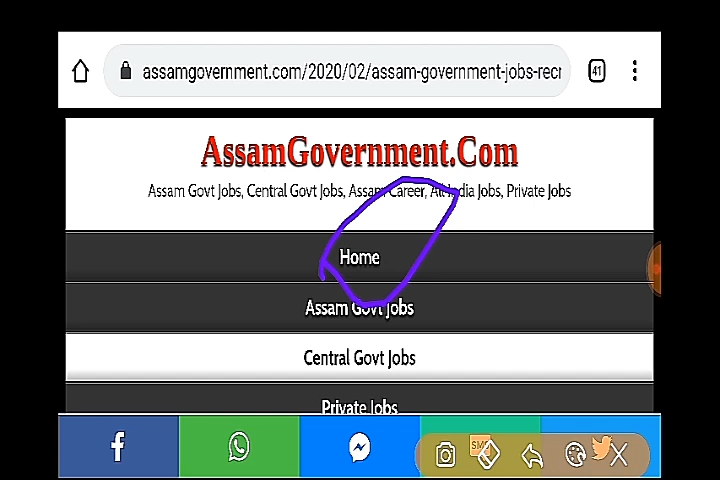 41
assamgovernment.com/2020/02/assam-government-jobs-recr
AssamGovernment.Com
Assam Govt Jobs, Central Govt Jobs, Assam Career, All India Jobs, Private Jobs
Home
Assam Govt Jobs
Central Govt Jobs
Private Jobs
SMS